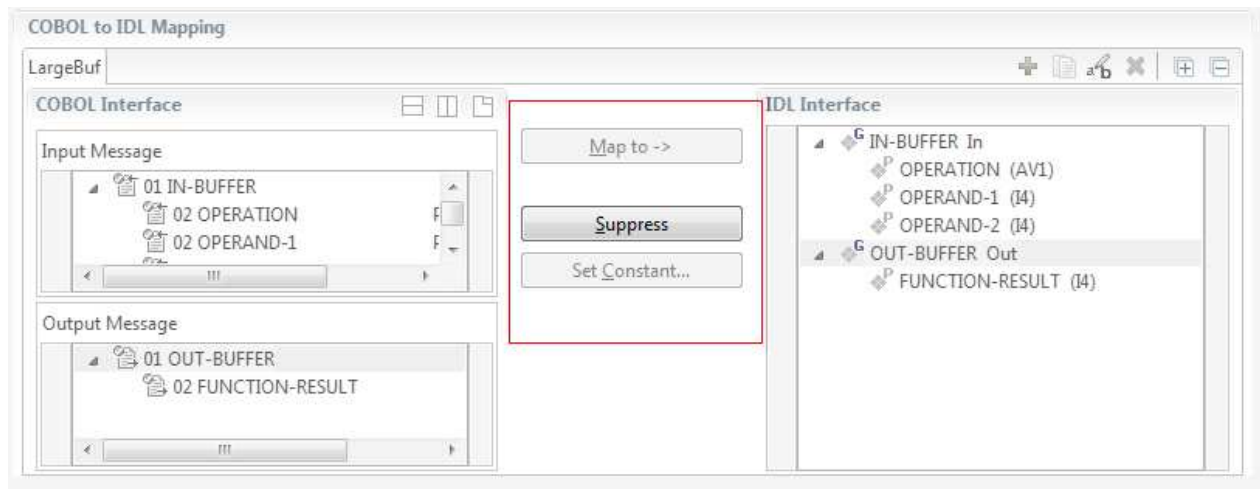 COBOL to IDL Mapping
LargeBuf
COBOL Interface
Input Message
01 IN-BUFFER
02 OPERATION
02 OPERAND-1
Output Message
01 OUT-BUFFER
02 FUNCTION-RESULT
Map to ->
Suppress
Set Constant...
IDL Interface
IN-BUFFER In
OPERATION (AV1)
OPERAND-1 (I4)
OPERAND-2 (I4)
OUT-BUFFER Out
FUNCTION-RESULT (I4)